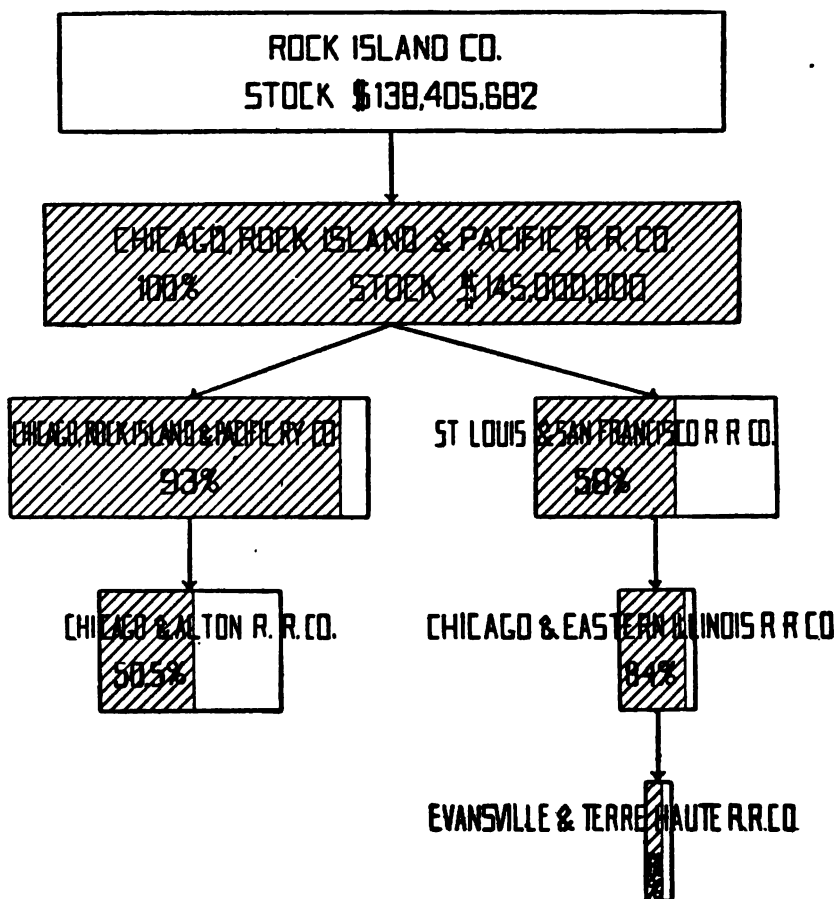 ROCK ISLAND CO.
STOCK $138,405,682
CHICAGO, ROCK ISLAND & PACIFIC R. R. CO.
100% STOCK $145,000,000
CHICAGO, ROCK ISLAND & PACIFIC RY CO
93%
ST LOUIS & SAN FRANCISCO R R CO.
58%
CHICAGO & ALTON R. R. CO.
50.5%
CHICAGO & EASTERN ILLINOIS R R CO
84%
EVANSVILLE & TERRE HAUTE R.R. CO.